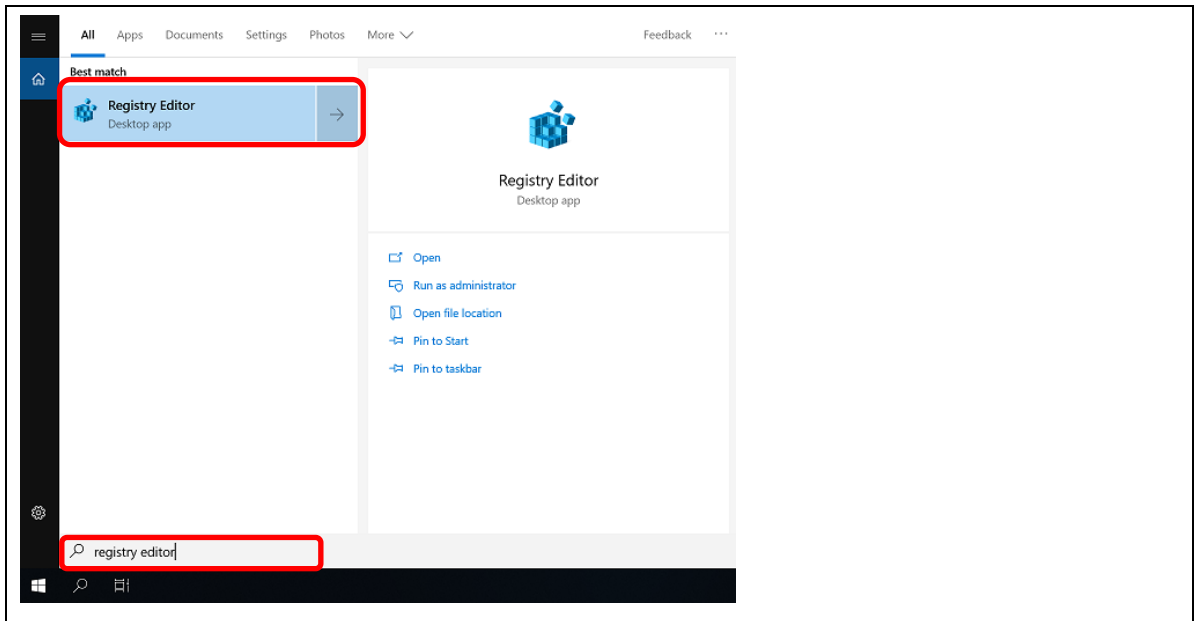 All Apps Documents Settings Photos More Feedback ...
Best match
Registry Editor
Desktop app
Registry Editor
Desktop app
Open
Run as administrator
Open file location
Pin to Start
Pin to taskbar
registry editor